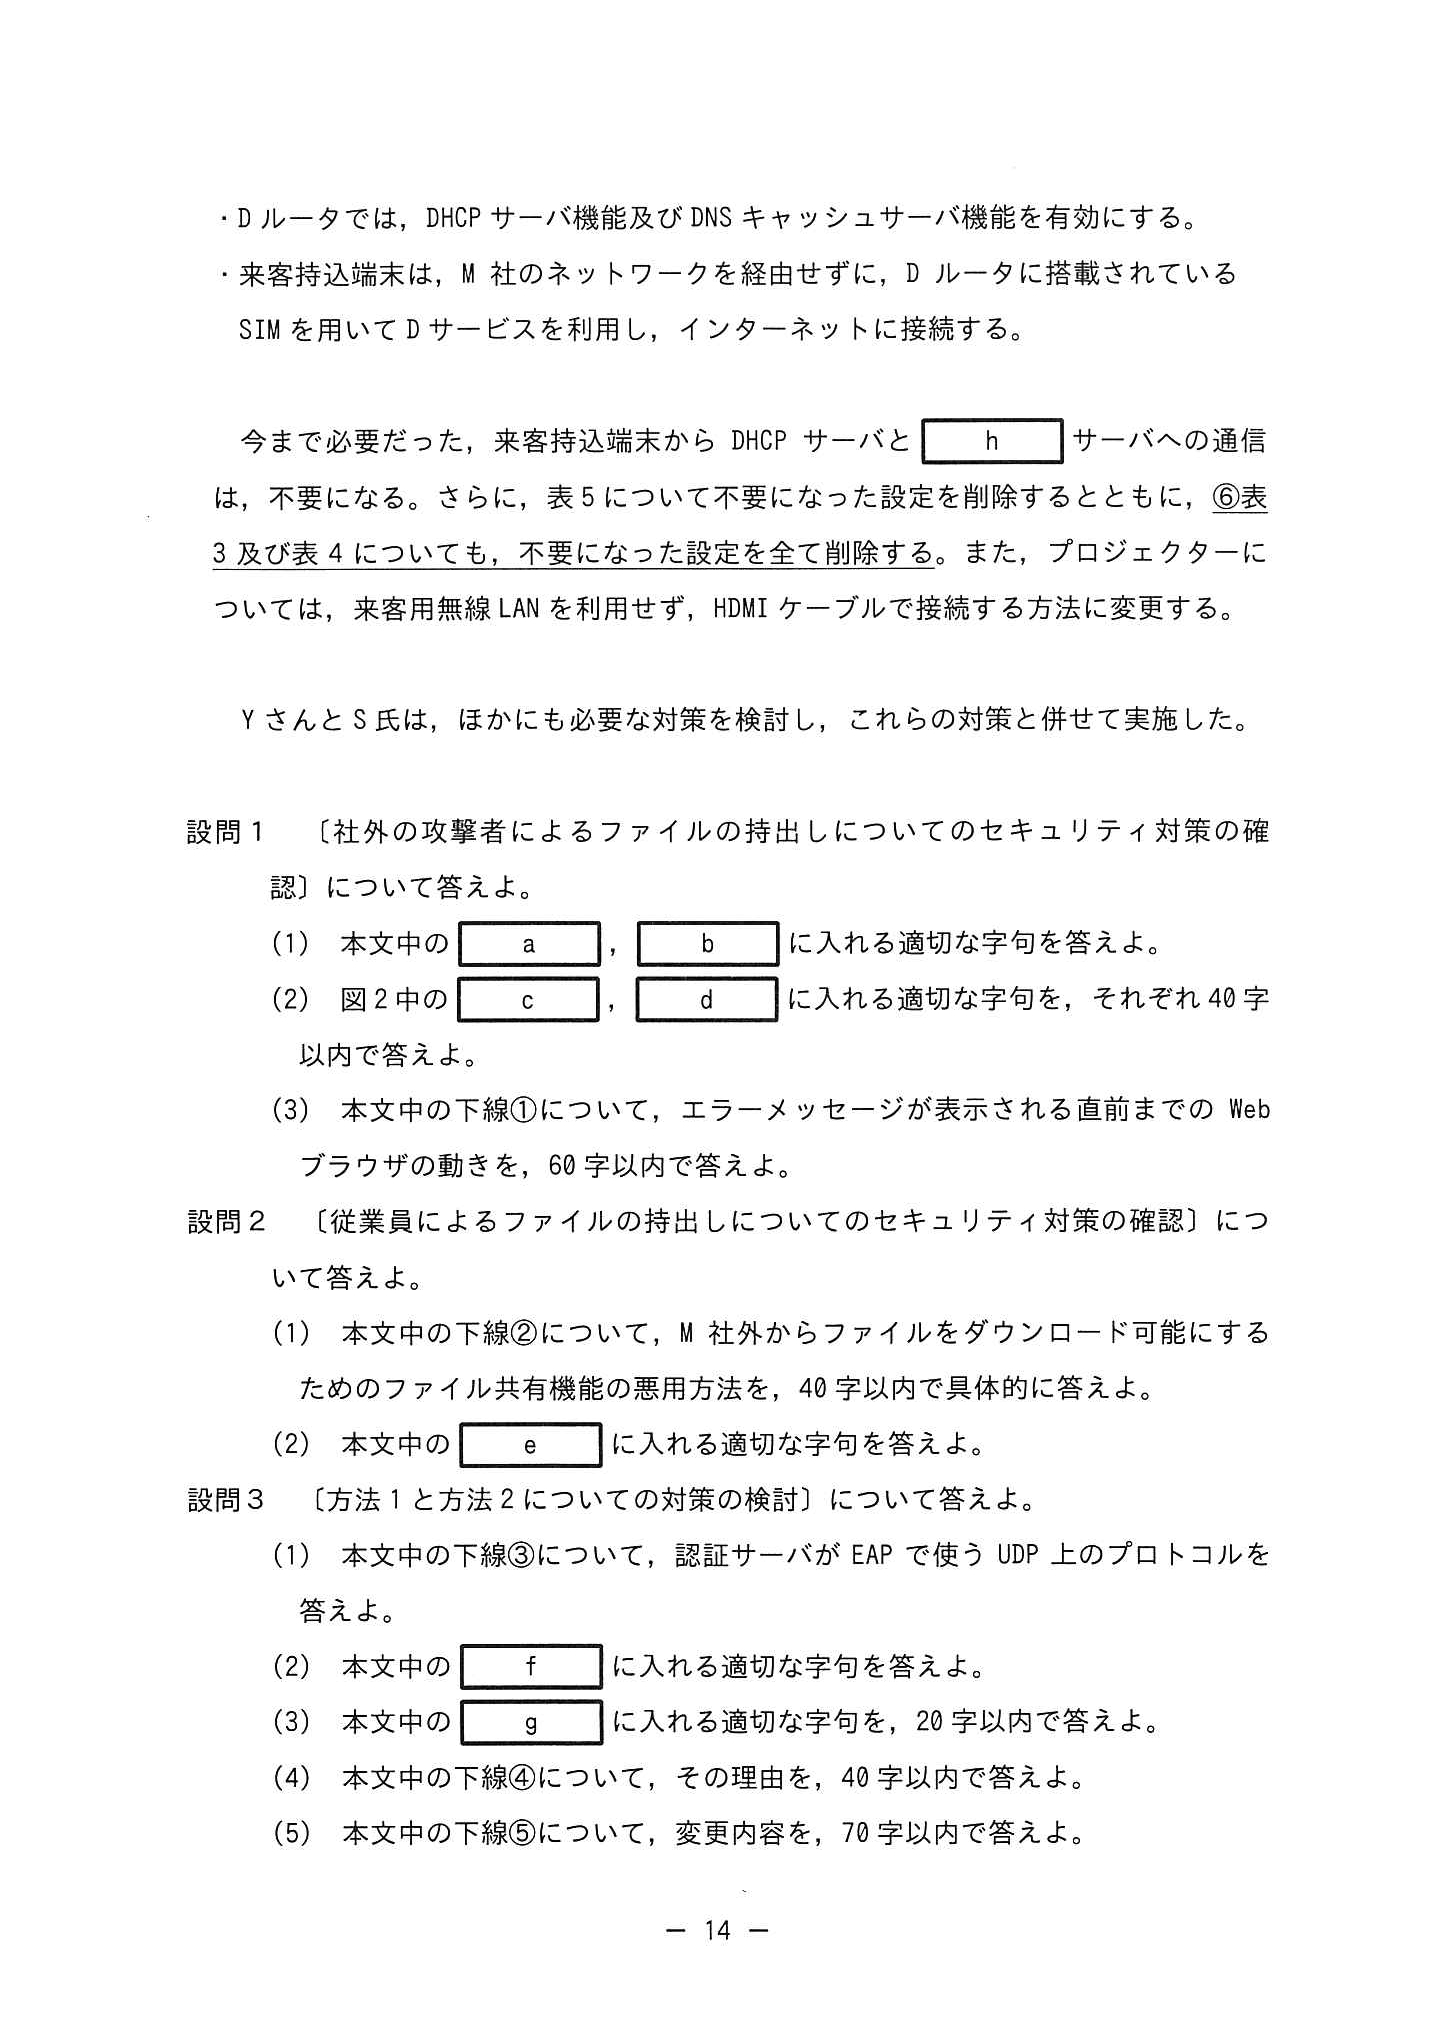 ・D ルータでは，DHCP サーバ機能及び DNS キャッシュサーバ機能を有効にする。
・来客持込端末は，M 社のネットワークを経由せずに，D ルータに搭載されている
SIM を用いて D サービスを利用し，インターネットに接続する。
今まで必要だった，来客持込端末から DHCP サーバと h サーバへの通信
は，不要になる。さらに，表 5 について不要になった設定を削除するとともに，⑥表
3 及び表 4 についても，不要になった設定を全て削除する。また，プロジェクターに
ついては，来客用無線 LAN を利用せず，HDMI ケーブルで接続する方法に変更する。
Y さんと S 氏は，ほかにも必要な対策を検討し，これらの対策と併せて実施した。
設問１ 〔社外の攻撃者によるファイルの持出しについてのセキュリティ対策の確
認〕について答えよ。
(1) 本文中の a ， b に入れる適切な字句を答えよ。
(2) 図 2 中の c ， d に入れる適切な字句を，それぞれ 40 字
以内で答えよ。
(3) 本文中の下線①について，エラーメッセージが表示される直前までの Web
ブラウザの動きを，60 字以内で答えよ。
設問２ 〔従業員によるファイルの持出しについてのセキュリティ対策の確認〕につ
いて答えよ。
(1) 本文中の下線②について，M 社外からファイルをダウンロード可能にする
ためのファイル共有機能の悪用方法を，40 字以内で具体的に答えよ。
(2) 本文中の e に入れる適切な字句を答えよ。
設問３ 〔方法 1 と方法 2 についての対策の検討〕について答えよ。
(1) 本文中の下線③について，認証サーバが EAP で使う UDP 上のプロトコルを
答えよ。
(2) 本文中の f に入れる適切な字句を答えよ。
(3) 本文中の g に入れる適切な字句を，20 字以内で答えよ。
(4) 本文中の下線④について，その理由を，40 字以内で答えよ。
(5) 本文中の下線⑤について，変更内容を，70 字以内で答えよ。
－ 14 －